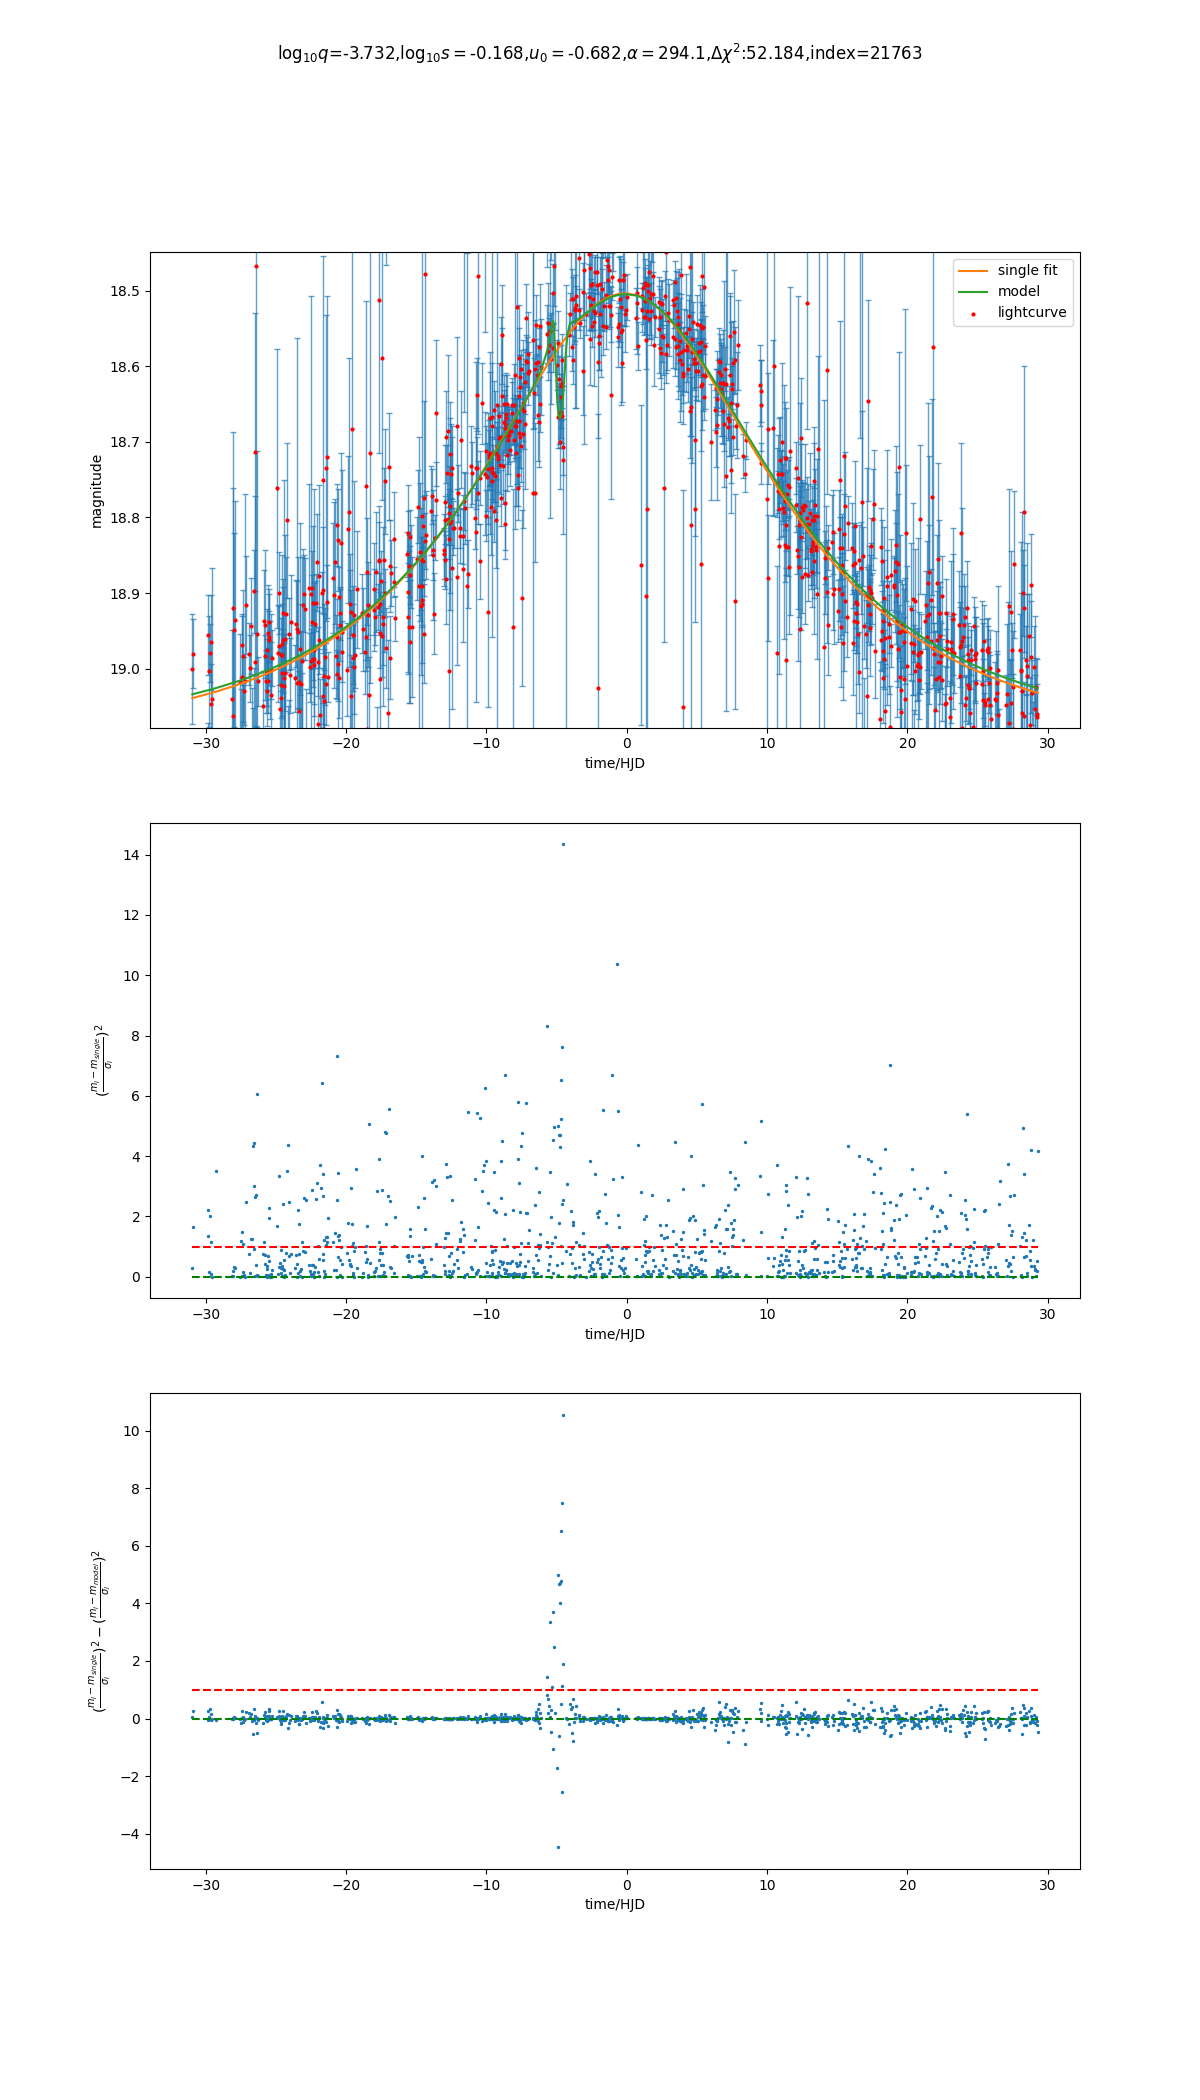 log₁₀q=-3.732,log₁₀s = -0.168,u₀ = -0.682,α = 294.1,Δχ²:52.184,index=21763
single fit
model
lightcurve
18.5
18.6
18.7
18.8
18.9
19.0
magnitude
−30 −20 −10 0 10 20 30
time/HJD
14
12
10
8
6
4
2
0
(mᵢ − m_single / σᵢ)²
−30 −20 −10 0 10 20 30
time/HJD
10
8
6
4
2
0
−2
−4
(mᵢ − m_single / σᵢ)² − (mᵢ − m_model / σᵢ)²
−30 −20 −10 0 10 20 30
time/HJD